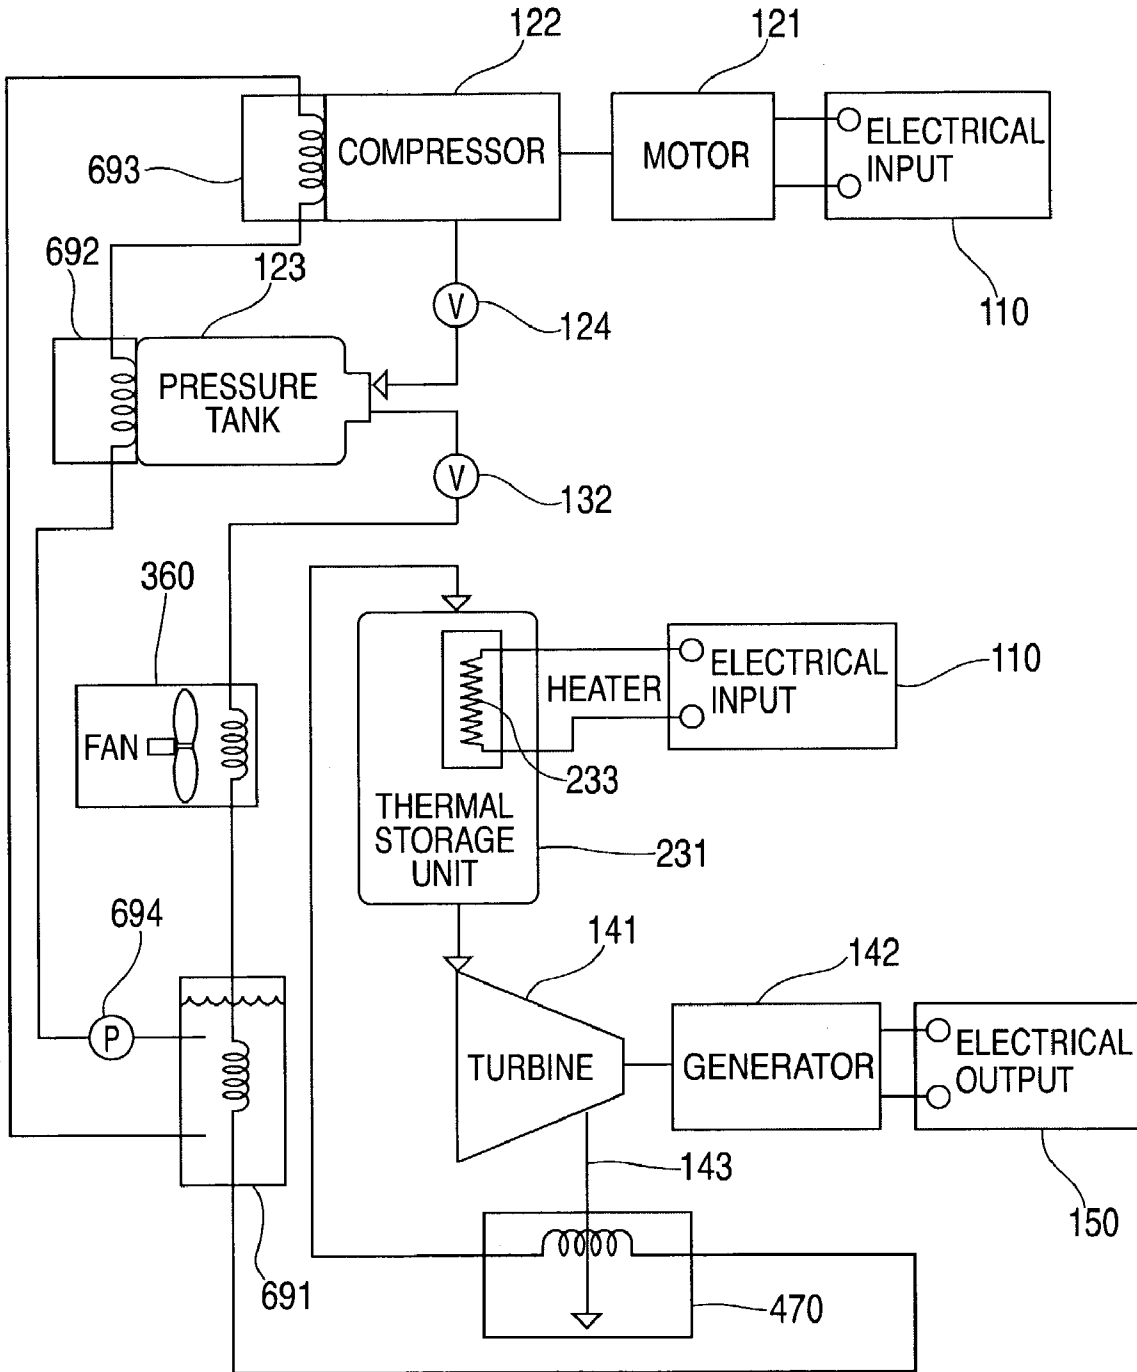 122
121
COMPRESSOR
MOTOR
ELECTRICAL
INPUT
693
692
123
V
124
110
PRESSURE
TANK
V
132
360
FAN
HEATER
ELECTRICAL
INPUT
110
233
THERMAL
STORAGE
UNIT
231
694
141
142
P
TURBINE
GENERATOR
ELECTRICAL
OUTPUT
143
150
691
470